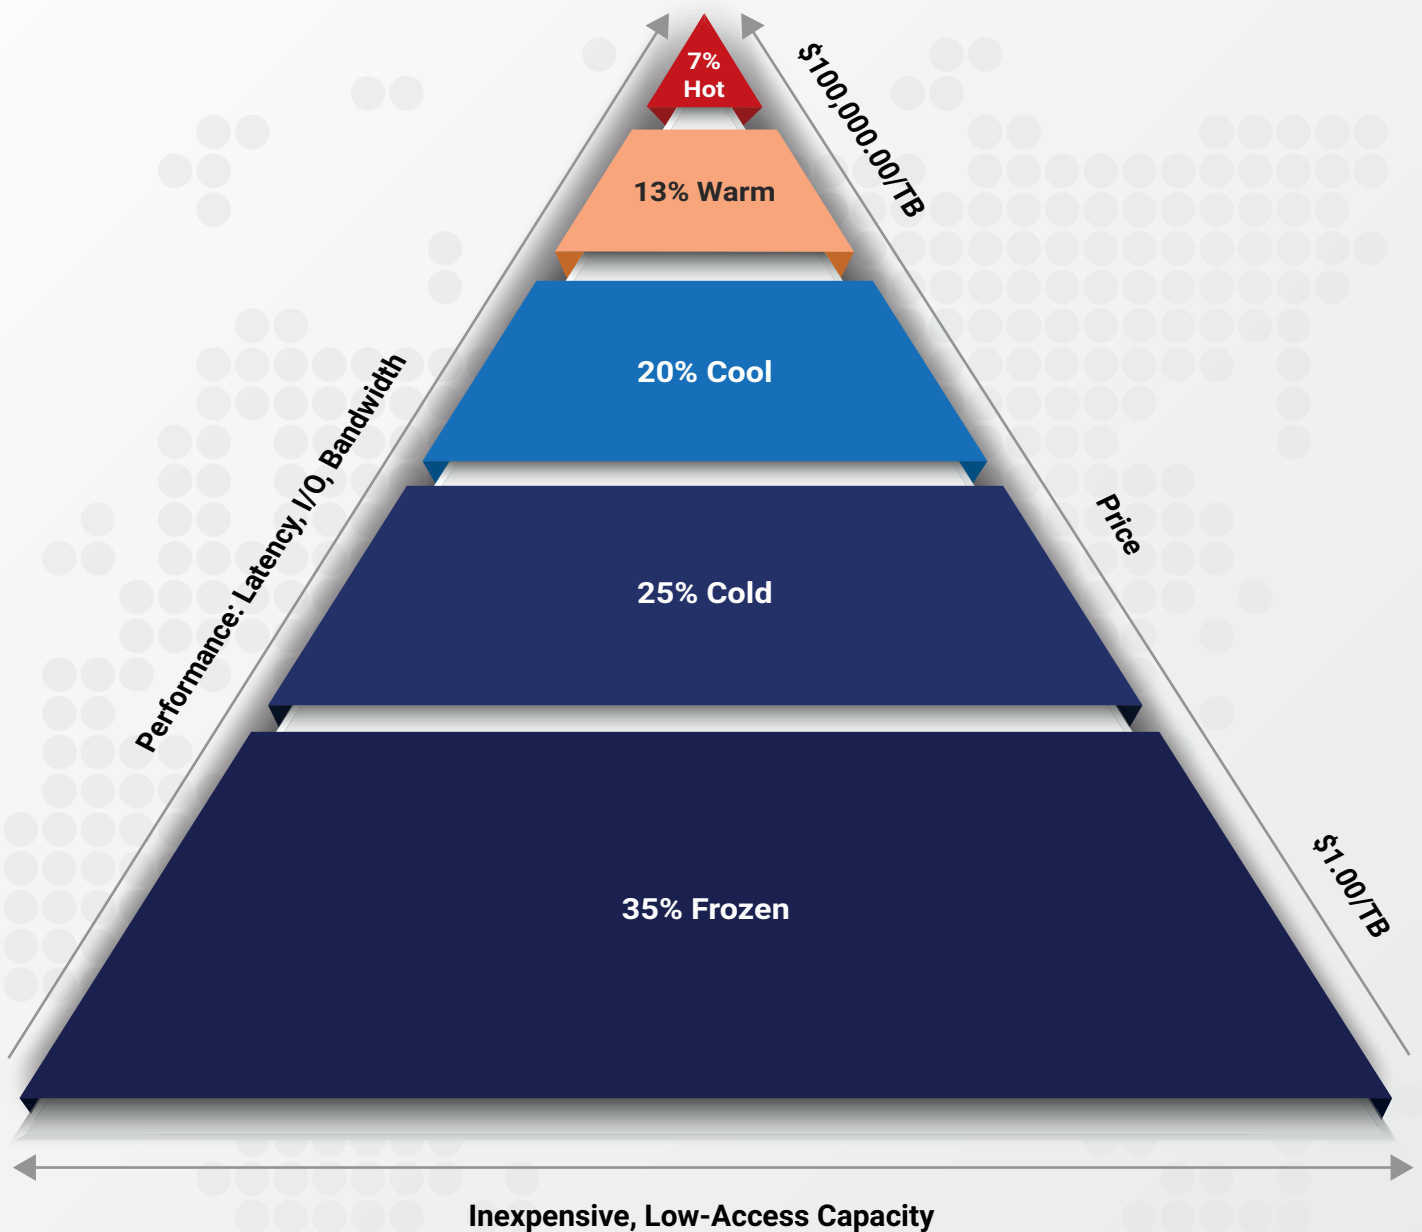 7%
Hot
$100,000.00/TB
13% Warm
20% Cool
Performance: Latency, I/O, Bandwidth
Price
25% Cold
$1.00/TB
35% Frozen
Inexpensive, Low-Access Capacity